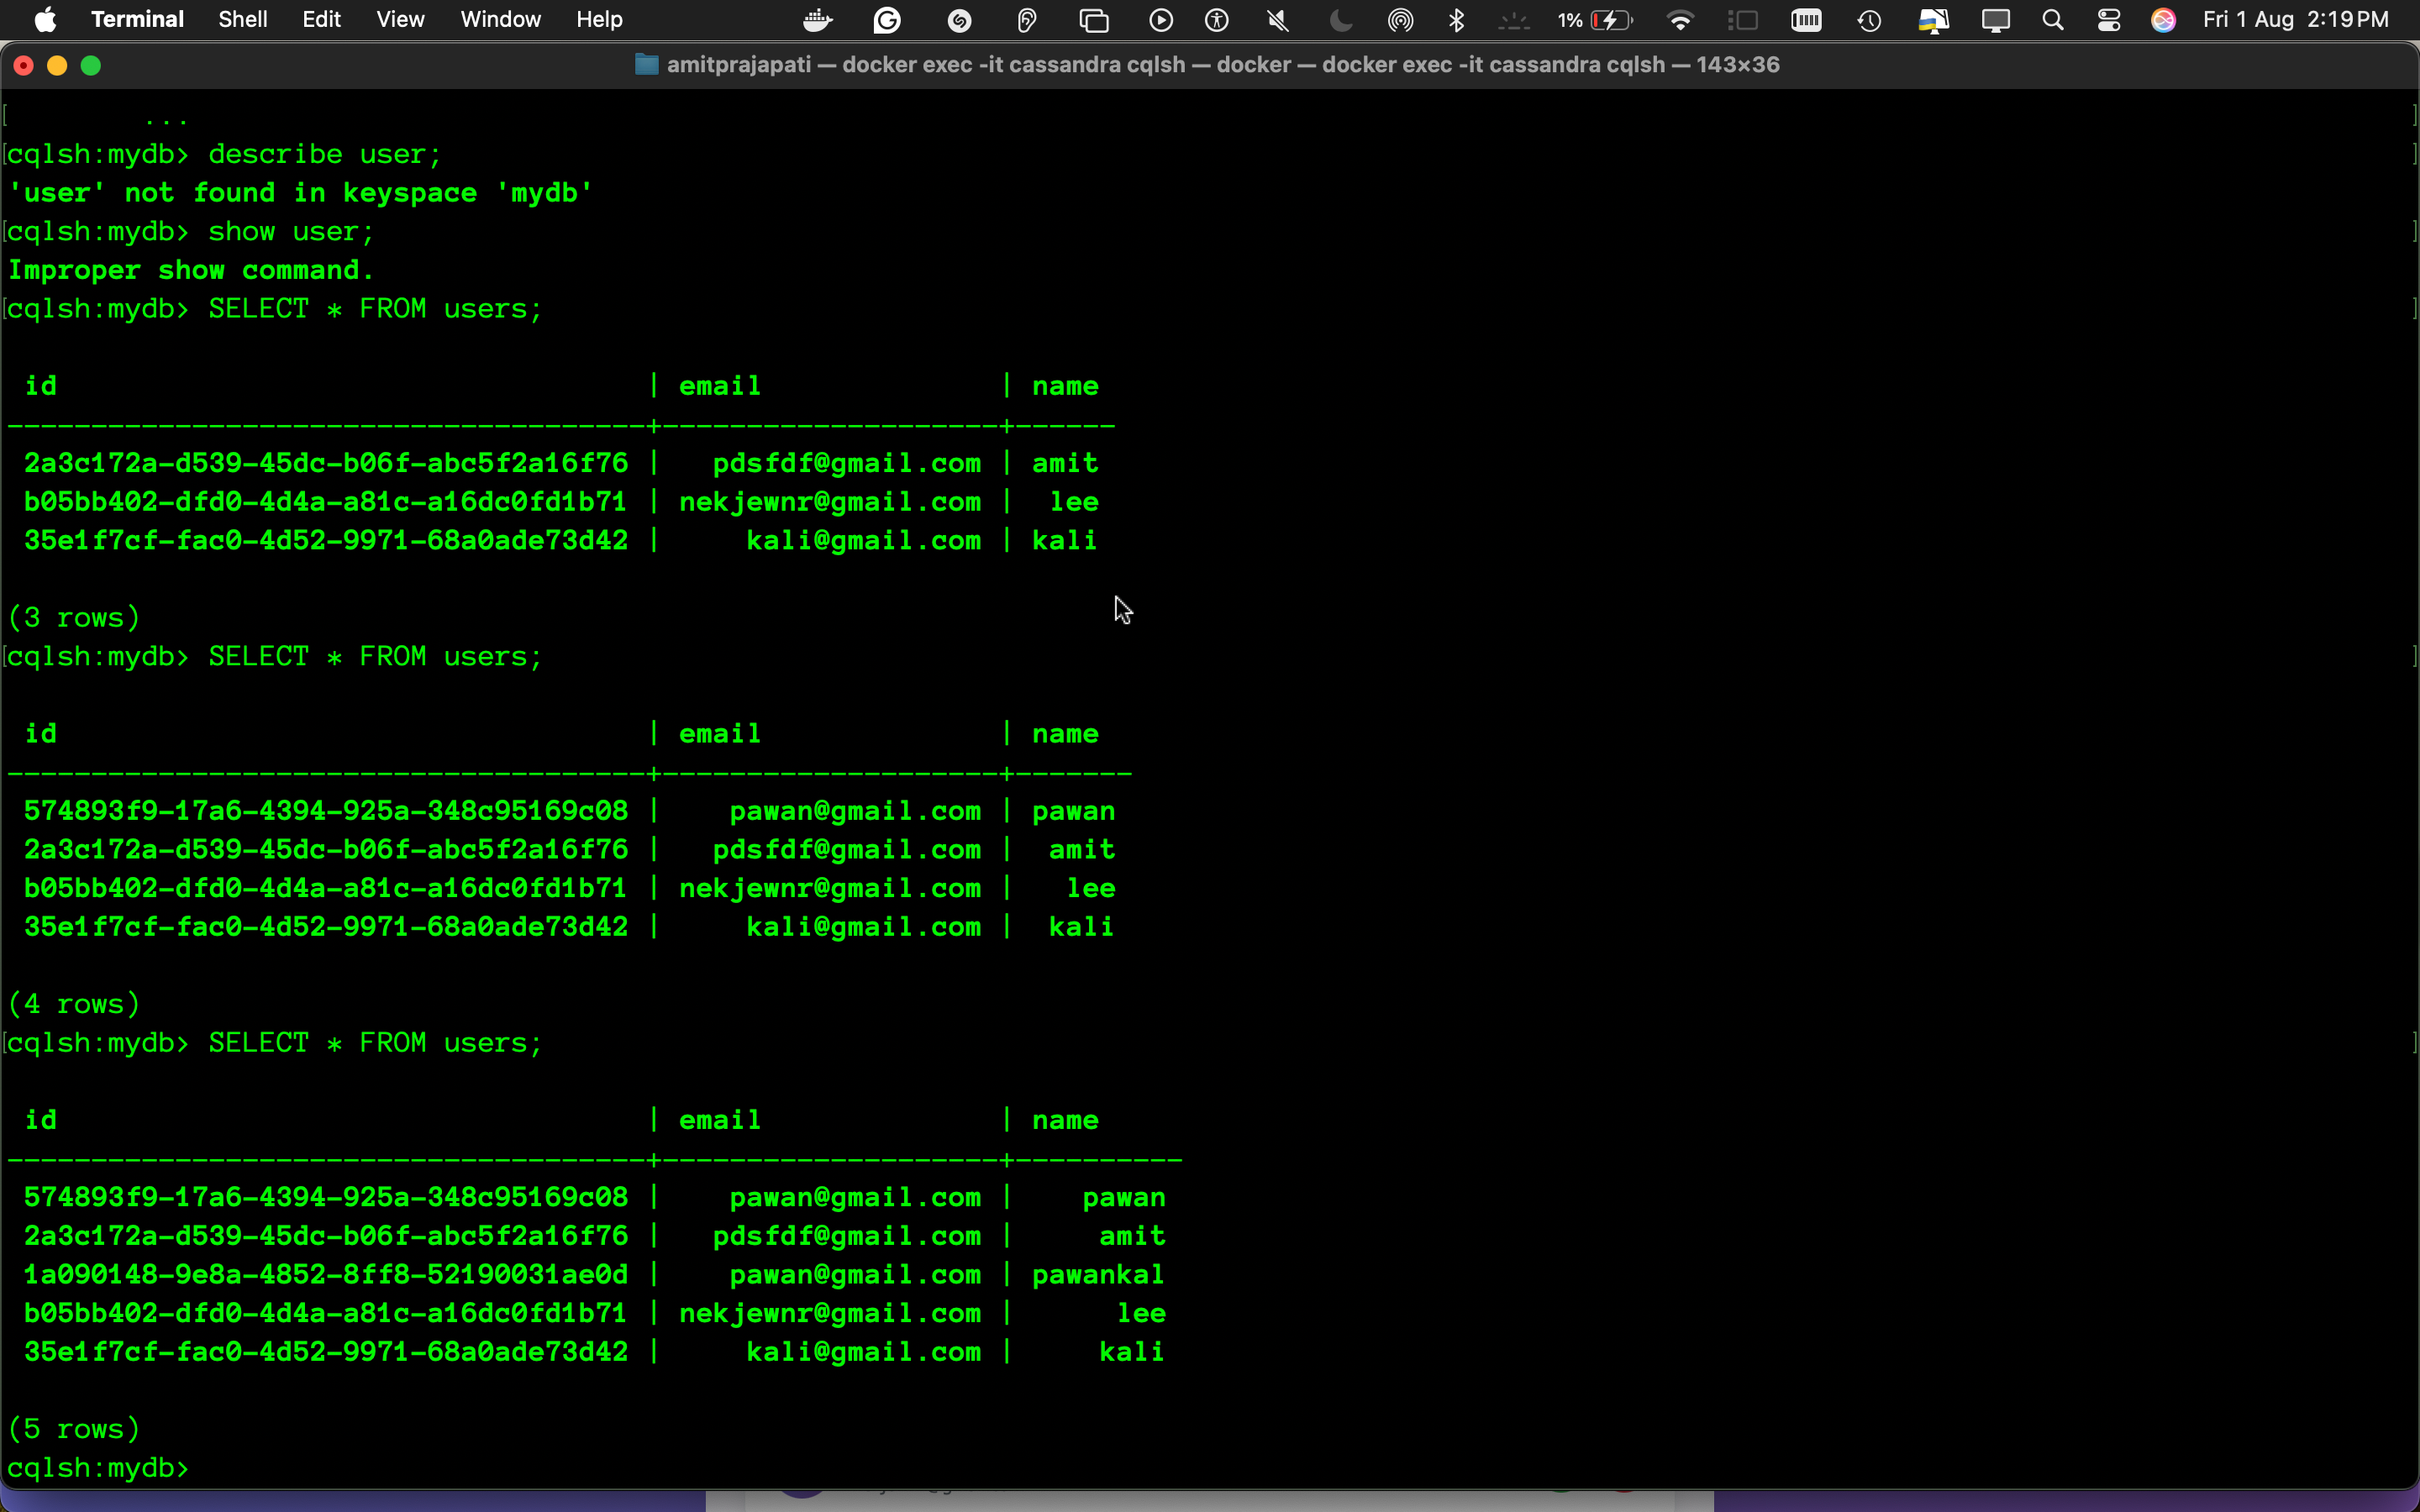 Terminal Shell Edit View Window Help 1% Fri 1 Aug 2:19 PM
amitprajapati — docker exec -it cassandra cqlsh — docker — docker exec -it cassandra cqlsh — 143×36
...
cqlsh:mydb> describe user;
'user' not found in keyspace 'mydb'
cqlsh:mydb> show user;
Improper show command.
cqlsh:mydb> SELECT * FROM users;
id | email | name
--------------------------------------+--------------------+------
2a3c172a-d539-45dc-b06f-abc5f2a16f76 | pdsfdf@gmail.com | amit
b05bb402-dfd0-4d4a-a81c-a16dc0fd1b71 | nekjewnr@gmail.com | lee
35e1f7cf-fac0-4d52-9971-68a0ade73d42 | kali@gmail.com | kali
(3 rows)
cqlsh:mydb> SELECT * FROM users;
id | email | name
--------------------------------------+--------------------+-------
574893f9-17a6-4394-925a-348c95169c08 | pawan@gmail.com | pawan
2a3c172a-d539-45dc-b06f-abc5f2a16f76 | pdsfdf@gmail.com | amit
b05bb402-dfd0-4d4a-a81c-a16dc0fd1b71 | nekjewnr@gmail.com | lee
35e1f7cf-fac0-4d52-9971-68a0ade73d42 | kali@gmail.com | kali
(4 rows)
cqlsh:mydb> SELECT * FROM users;
id | email | name
--------------------------------------+--------------------+----------
574893f9-17a6-4394-925a-348c95169c08 | pawan@gmail.com | pawan
2a3c172a-d539-45dc-b06f-abc5f2a16f76 | pdsfdf@gmail.com | amit
1a090148-9e8a-4852-8ff8-52190031ae0d | pawan@gmail.com | pawankal
b05bb402-dfd0-4d4a-a81c-a16dc0fd1b71 | nekjewnr@gmail.com | lee
35e1f7cf-fac0-4d52-9971-68a0ade73d42 | kali@gmail.com | kali
(5 rows)
cqlsh:mydb>